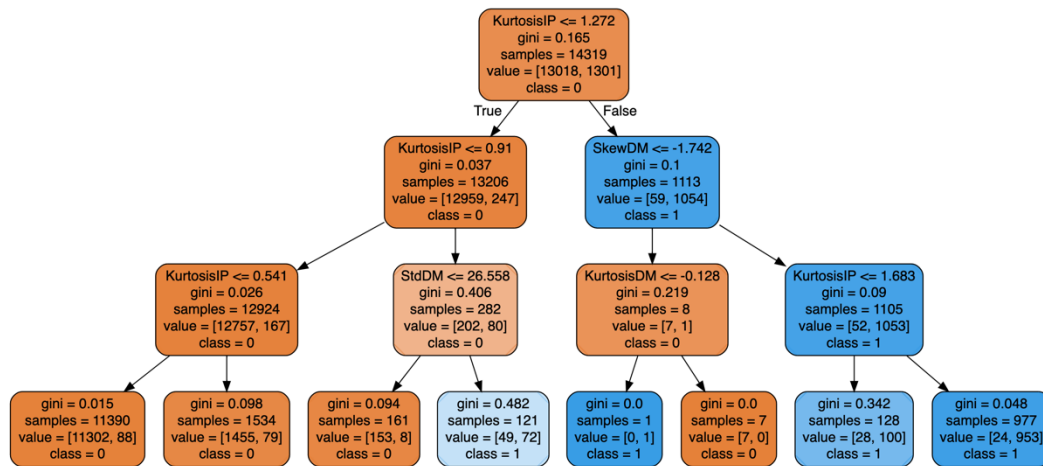 KurtosisIP <= 1.272
gini = 0.165
samples = 14319
value = [13018, 1301]
class = 0
True
False
KurtosisIP <= 0.91
gini = 0.037
samples = 13206
value = [12959, 247]
class = 0
SkewDM <= -1.742
gini = 0.1
samples = 1113
value = [59, 1054]
class = 1
KurtosisIP <= 0.541
gini = 0.026
samples = 12924
value = [12757, 167]
class = 0
StdDM <= 26.558
gini = 0.406
samples = 282
value = [202, 80]
class = 0
KurtosisDM <= -0.128
gini = 0.219
samples = 8
value = [7, 1]
class = 0
KurtosisIP <= 1.683
gini = 0.09
samples = 1105
value = [52, 1053]
class = 1
gini = 0.015
samples = 11390
value = [11302, 88]
class = 0
gini = 0.098
samples = 1534
value = [1455, 79]
class = 0
gini = 0.094
samples = 161
value = [153, 8]
class = 0
gini = 0.482
samples = 121
value = [49, 72]
class = 1
gini = 0.0
samples = 1
value = [0, 1]
class = 1
gini = 0.0
samples = 7
value = [7, 0]
class = 0
gini = 0.342
samples = 128
value = [28, 100]
class = 1
gini = 0.048
samples = 977
value = [24, 953]
class = 1